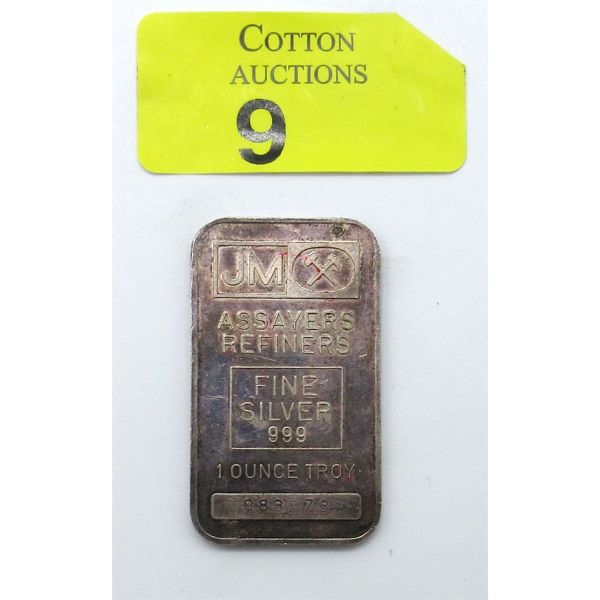 COTTON
AUCTIONS
9
JM
ASSAYERS
REFINERS
FINE
SILVER
999
1 OUNCE TROY